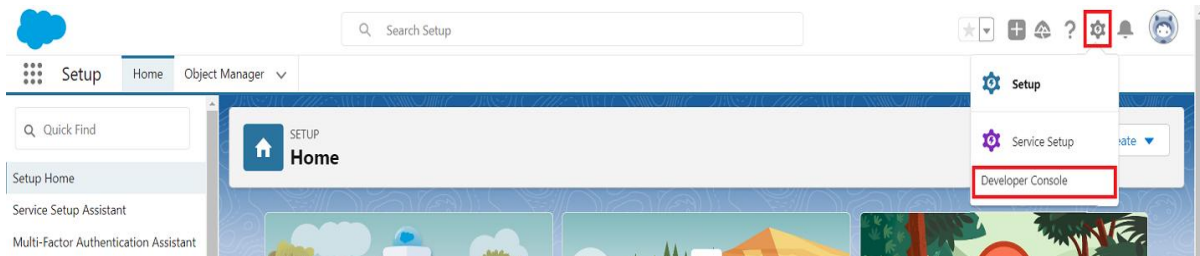 Search Setup
Setup Home Object Manager
Setup
Quick Find
SETUP
Home
Service Setup
eate
Setup Home
Developer Console
Service Setup Assistant
Multi-Factor Authentication Assistant